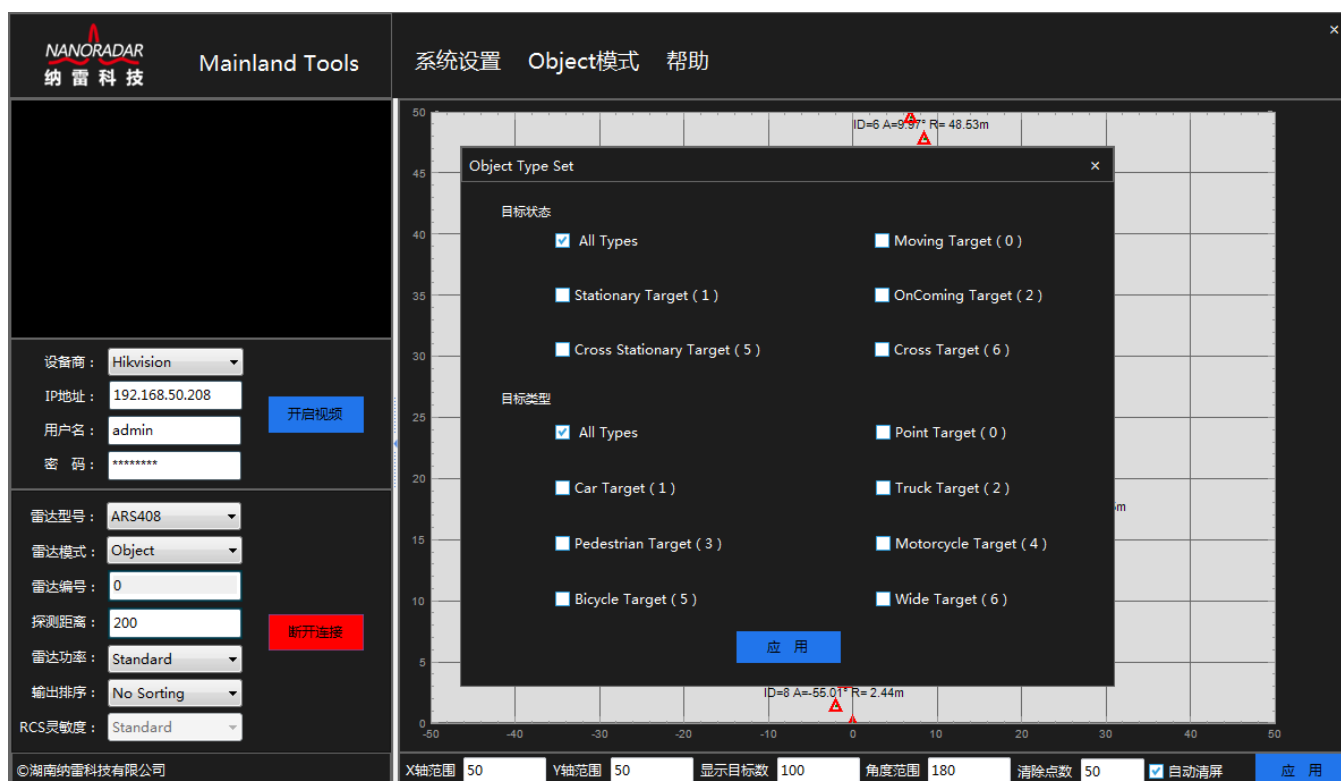 NANORADAR
纳雷科技
Mainland Tools
系统设置 Object模式 帮助
×
设备商： Hikvision
IP地址： 192.168.50.208
用户名： admin
密 码： ********
开启视频
雷达型号： ARS408
雷达模式： Object
雷达编号： 0
探测距离： 200
雷达功率： Standard
输出排序： No Sorting
RCS灵敏度： Standard
断开连接
©湖南纳雷科技有限公司
50
45
40
35
30
25
20
15
10
5
0
ID=6 A=9.97° R= 48.53m
Object Type Set ×
目标状态
All Types Moving Target ( 0 )
Stationary Target ( 1 ) OnComing Target ( 2 )
Cross Stationary Target ( 5 ) Cross Target ( 6 )
目标类型
All Types Point Target ( 0 )
Car Target ( 1 ) Truck Target ( 2 )
Pedestrian Target ( 3 ) Motorcycle Target ( 4 )
Bicycle Target ( 5 ) Wide Target ( 6 )
应 用
ID=8 A=-55.01° R= 2.44m
-50 -40 -30 -20 -10 0 10 20 30 40 50
X轴范围 50 Y轴范围 50 显示目标数 100 角度范围 180 清除点数 50 自动清屏 应 用